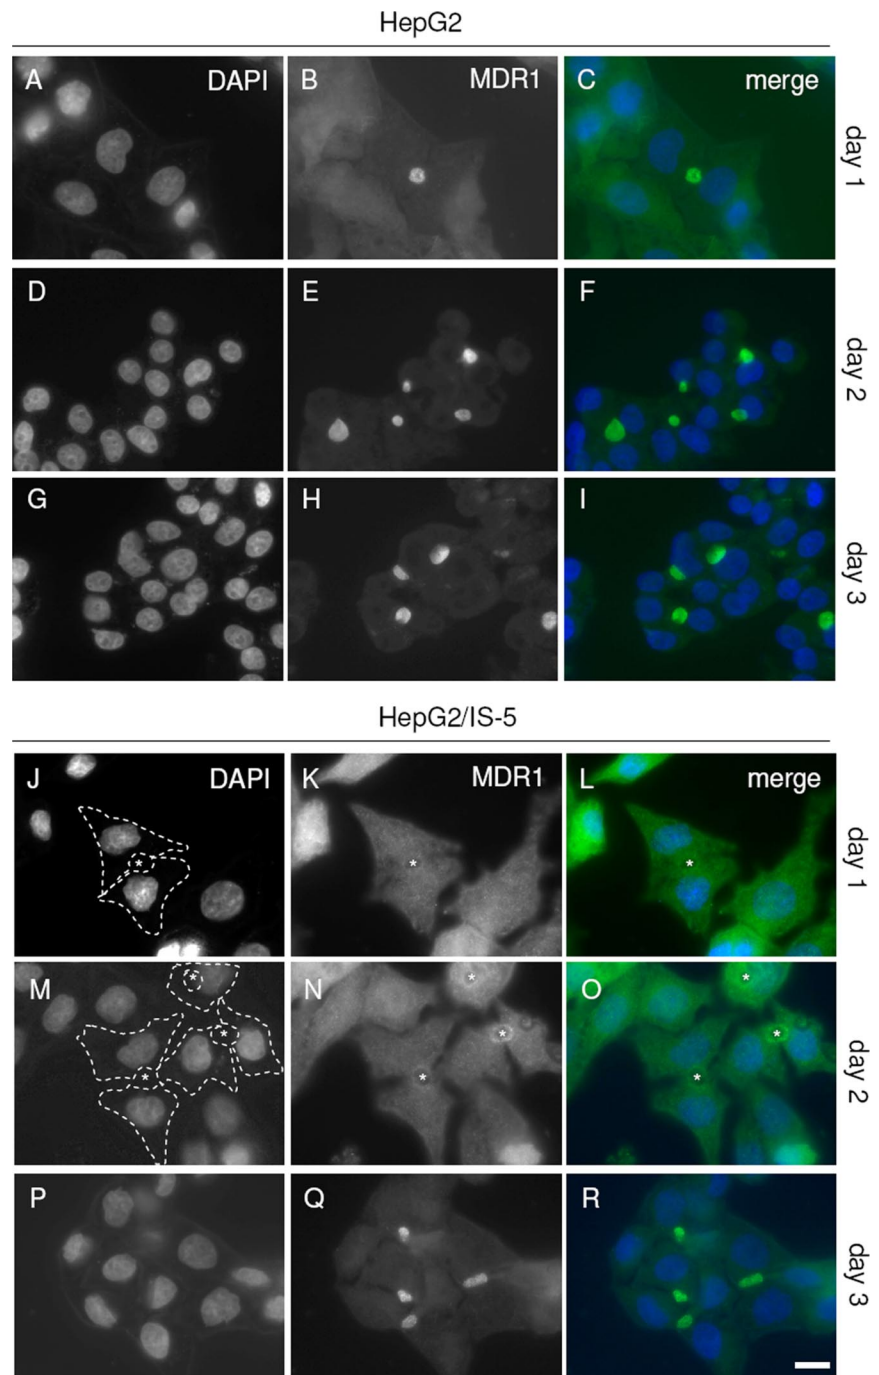 HepG2
A DAPI B MDR1 C merge day 1
D E F day 2
G H I day 3
HepG2/IS-5
J DAPI K MDR1 L merge day 1
* * *
M N O day 2
* * * * * * * * *
P Q R day 3